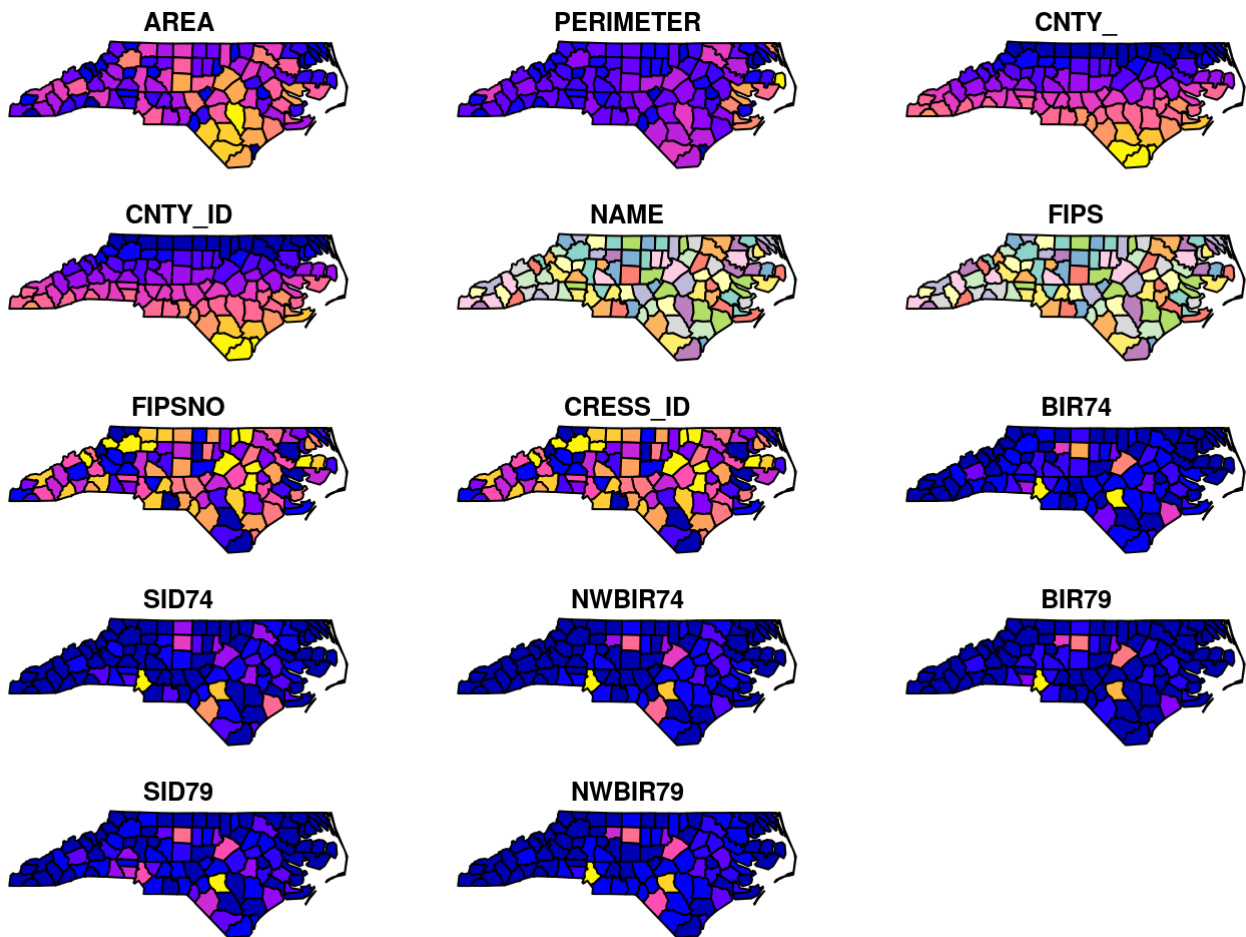 AREA
PERIMETER
CNTY_
CNTY_ID
NAME
FIPS
FIPSNO
CRESS_ID
BIR74
SID74
NWBIR74
BIR79
SID79
NWBIR79